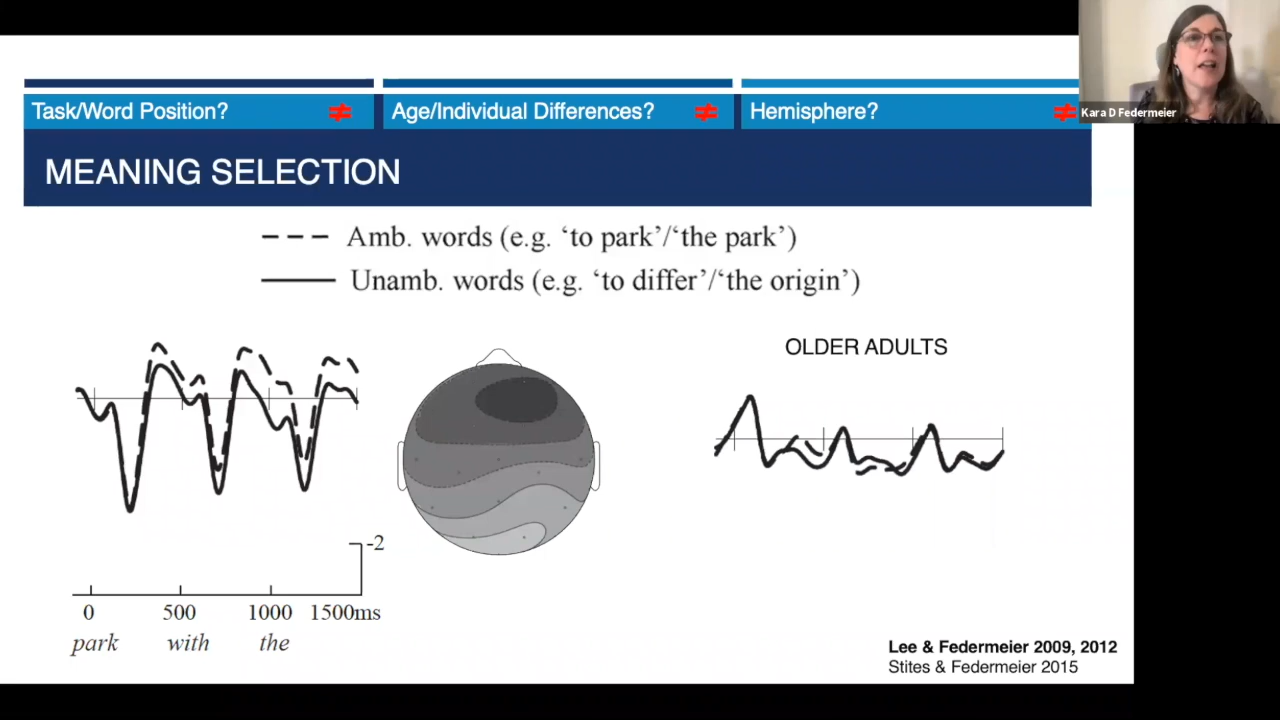 Task/Word Position? ≠
Age/Individual Differences? ≠
Hemisphere? ≠
Kara D Federmeier
MEANING SELECTION
Amb. words (e.g. ‘to park’/‘the park’)
Unamb. words (e.g. ‘to differ’/‘the origin’)
OLDER ADULTS
-2
0 500 1000 1500ms
park with the
Lee & Federmeier 2009, 2012
Stites & Federmeier 2015